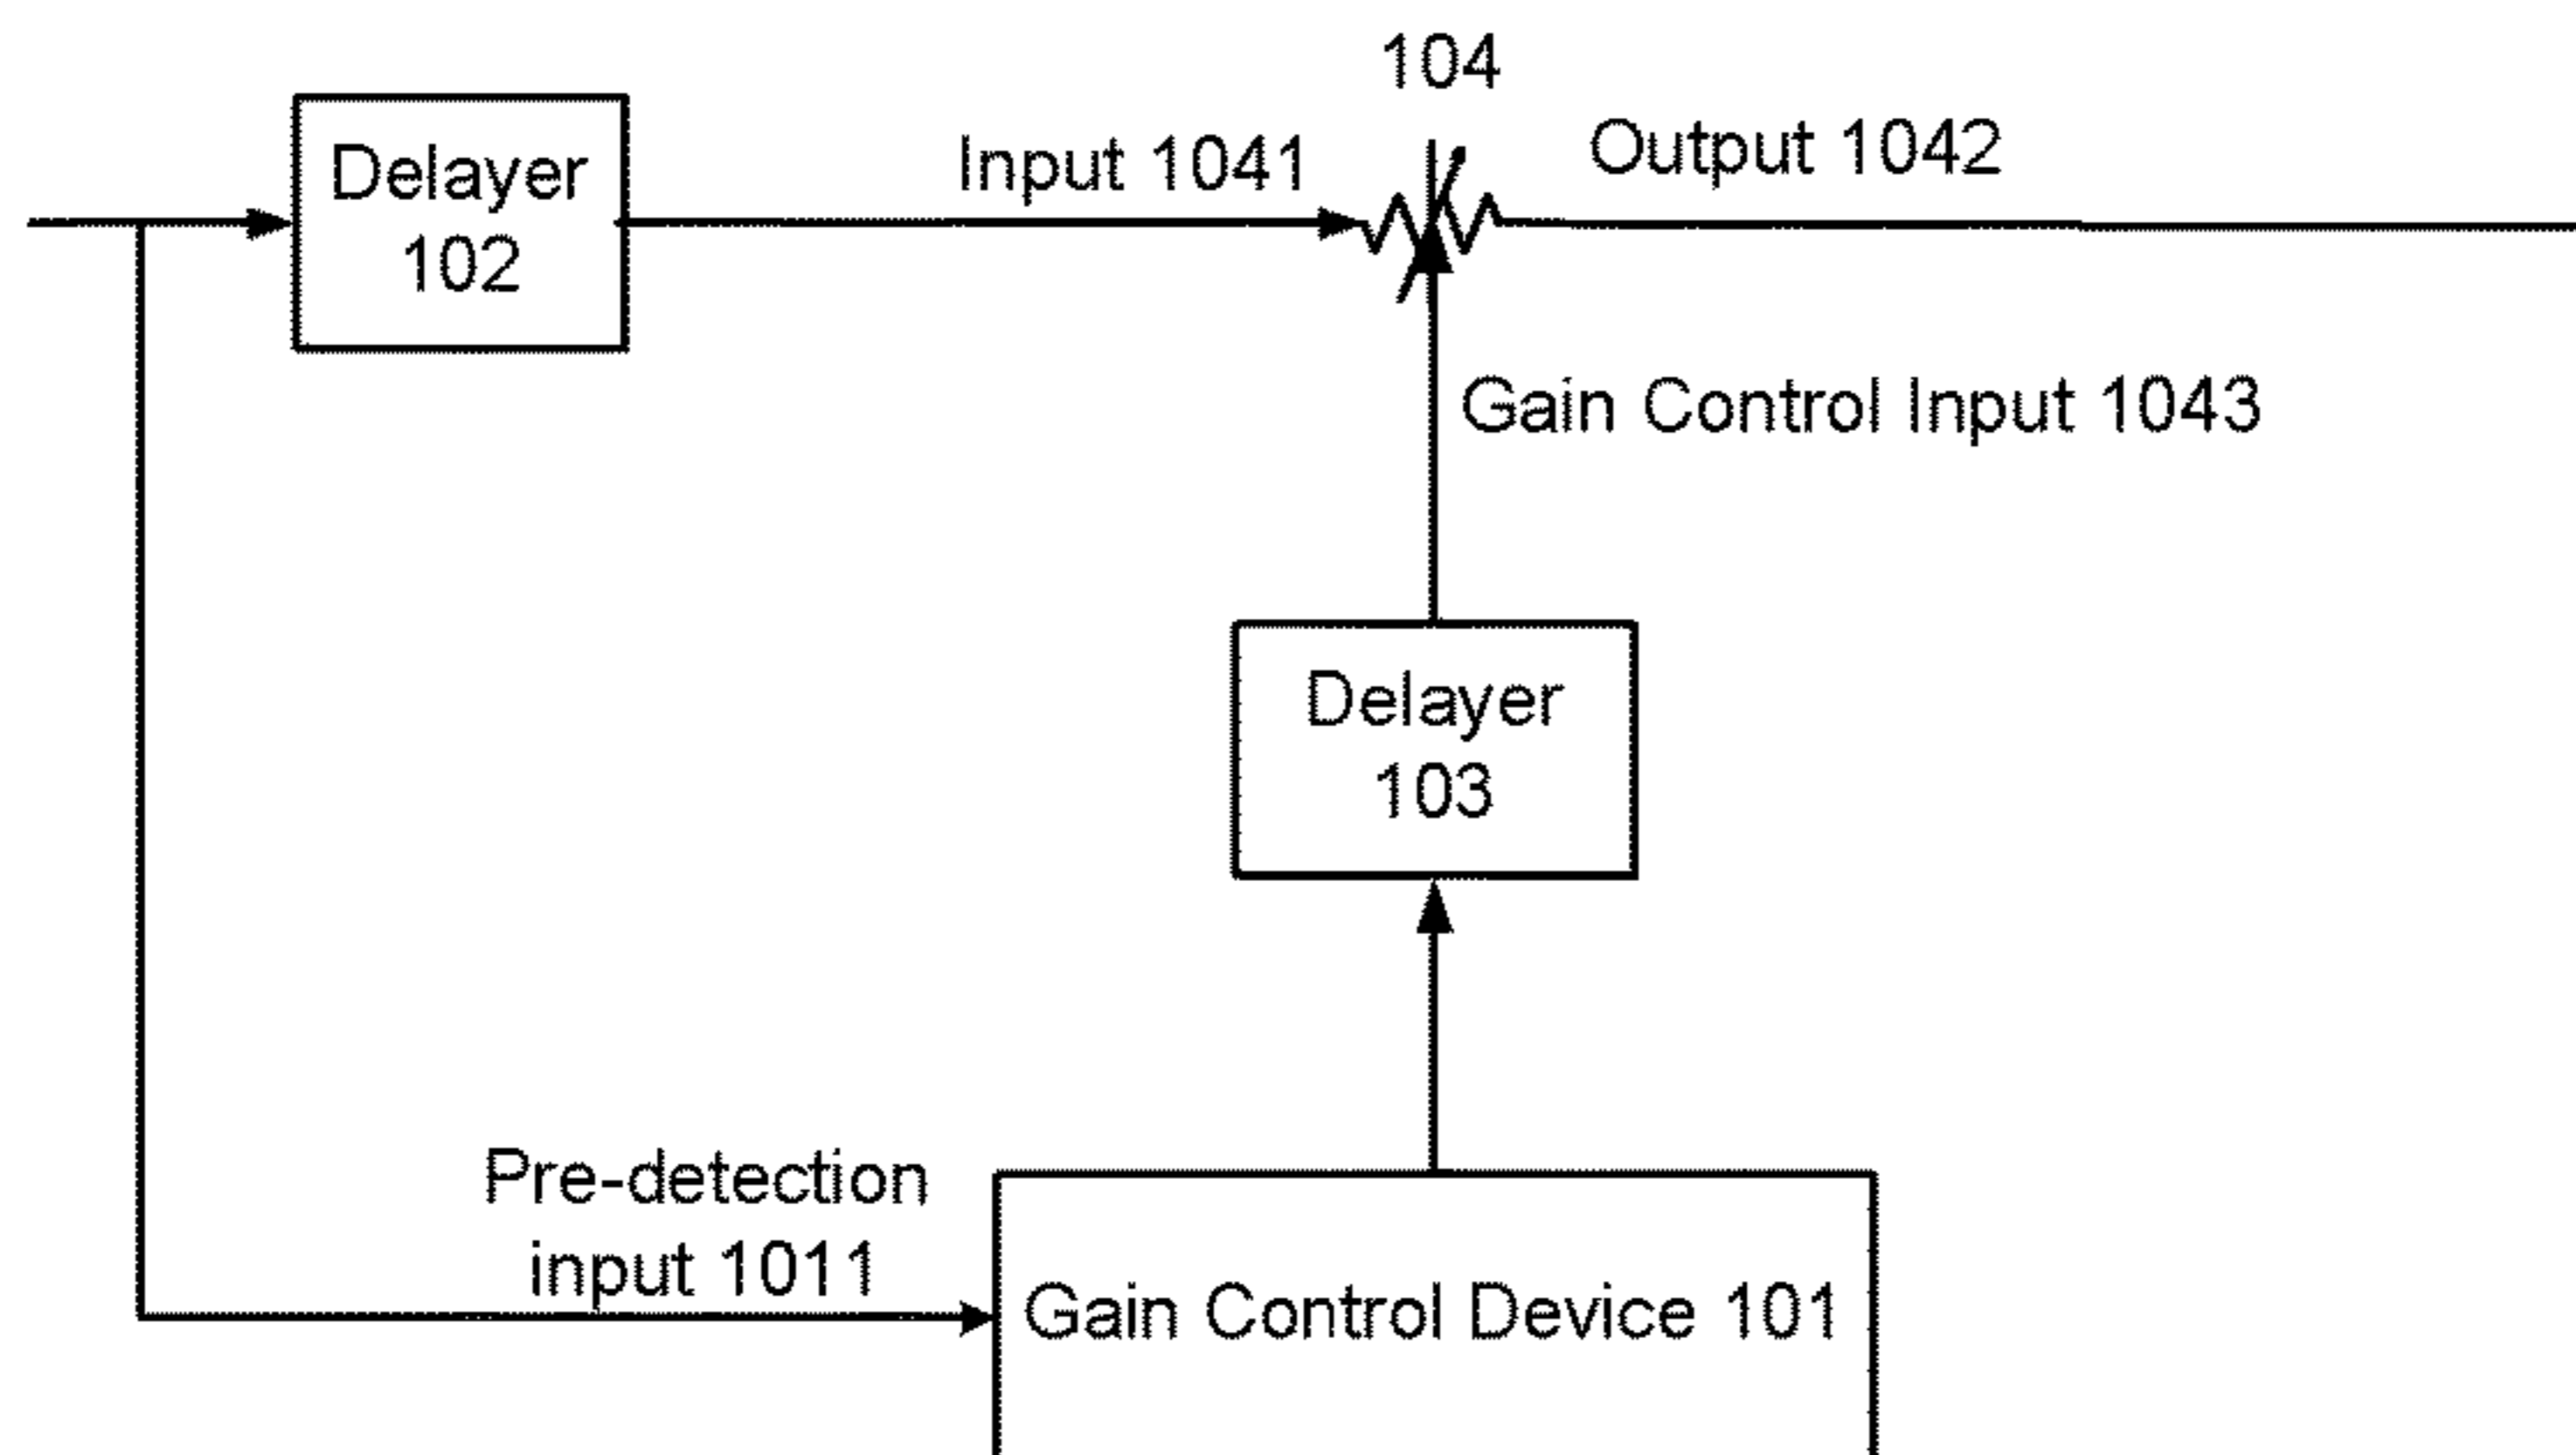 104
Delayer
102
Input 1041
Output 1042
Gain Control Input 1043
Delayer
103
Pre-detection
input 1011
Gain Control Device 101